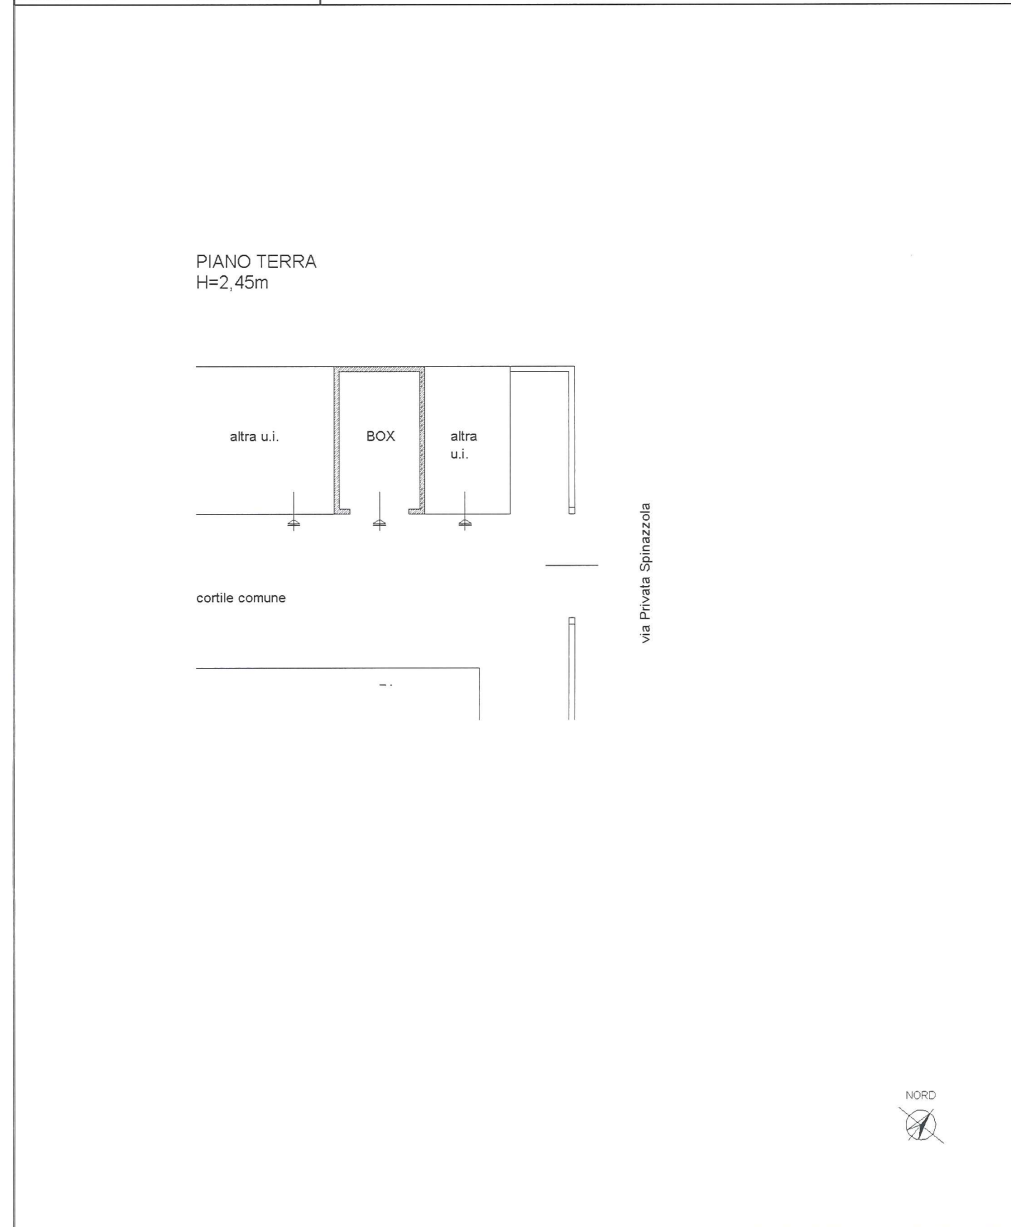 PIANO TERRA
H=2,45m
altra u.i.
BOX
altra
u.i.
via Privata Spinazzola
cortile comune
NORD